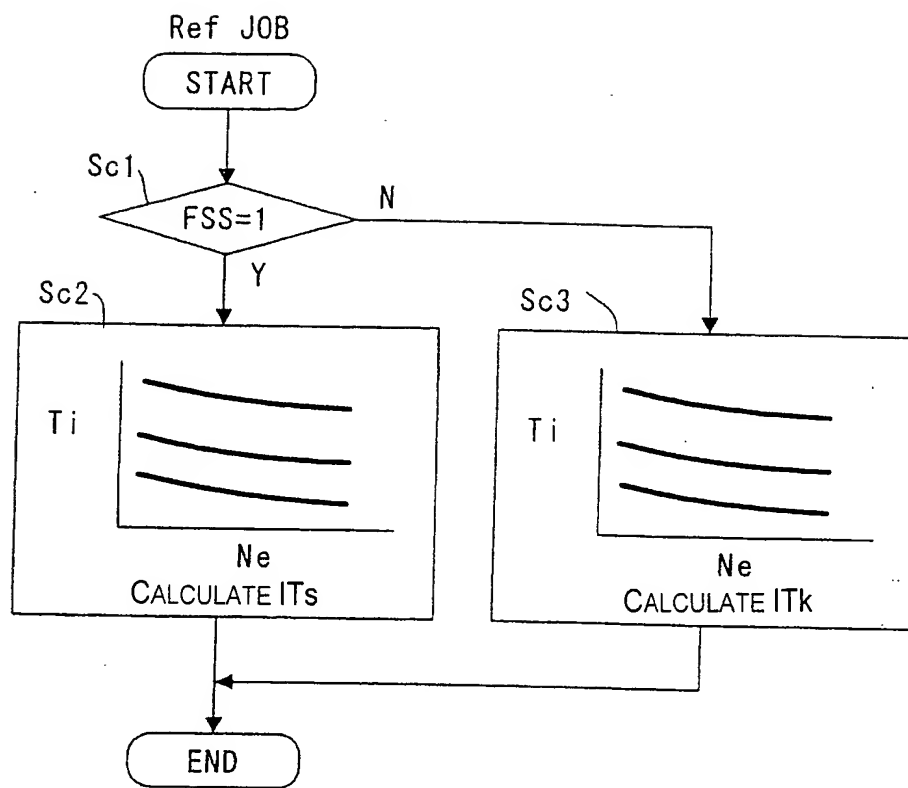 Ref JOB
START
Sc1
FSS=1
N
Y
Sc2
Ti
Ne
CALCULATE ITs
Sc3
Ti
Ne
CALCULATE ITk
END